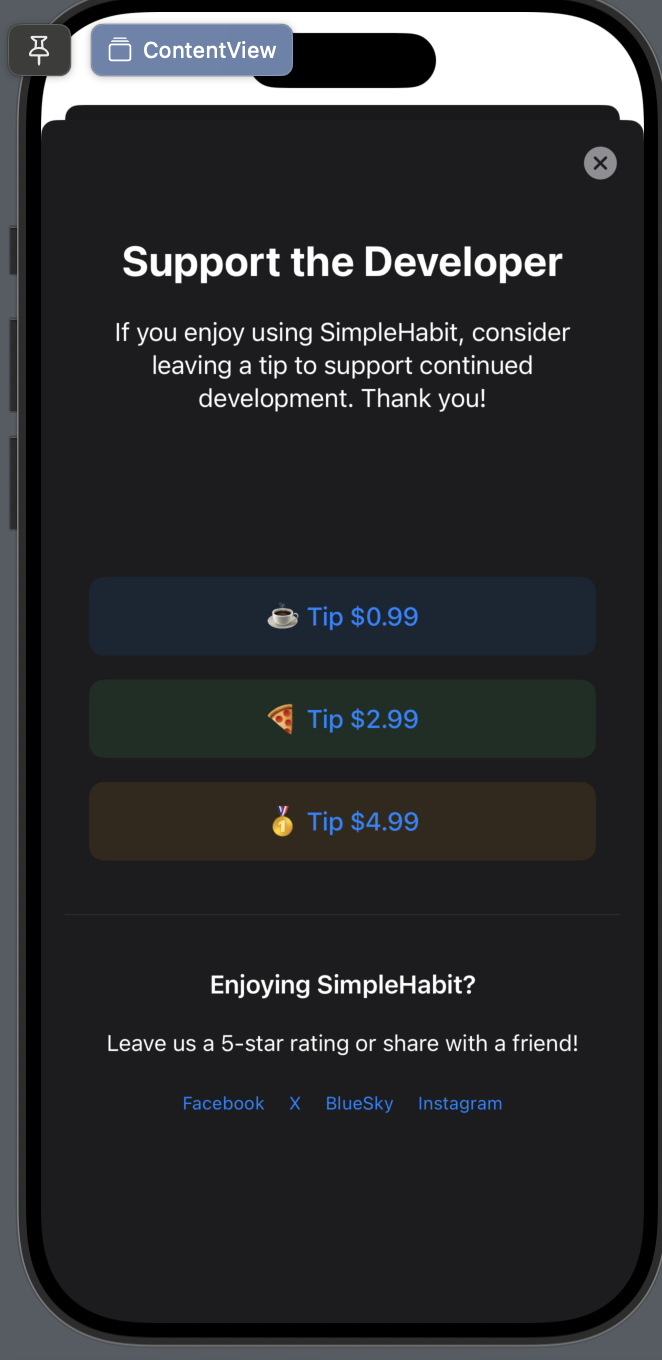 ContentView
Support the Developer
If you enjoy using SimpleHabit, consider
leaving a tip to support continued
development. Thank you!
☕ Tip $0.99
🍕 Tip $2.99
🥇 Tip $4.99
Enjoying SimpleHabit?
Leave us a 5-star rating or share with a friend!
Facebook X BlueSky Instagram